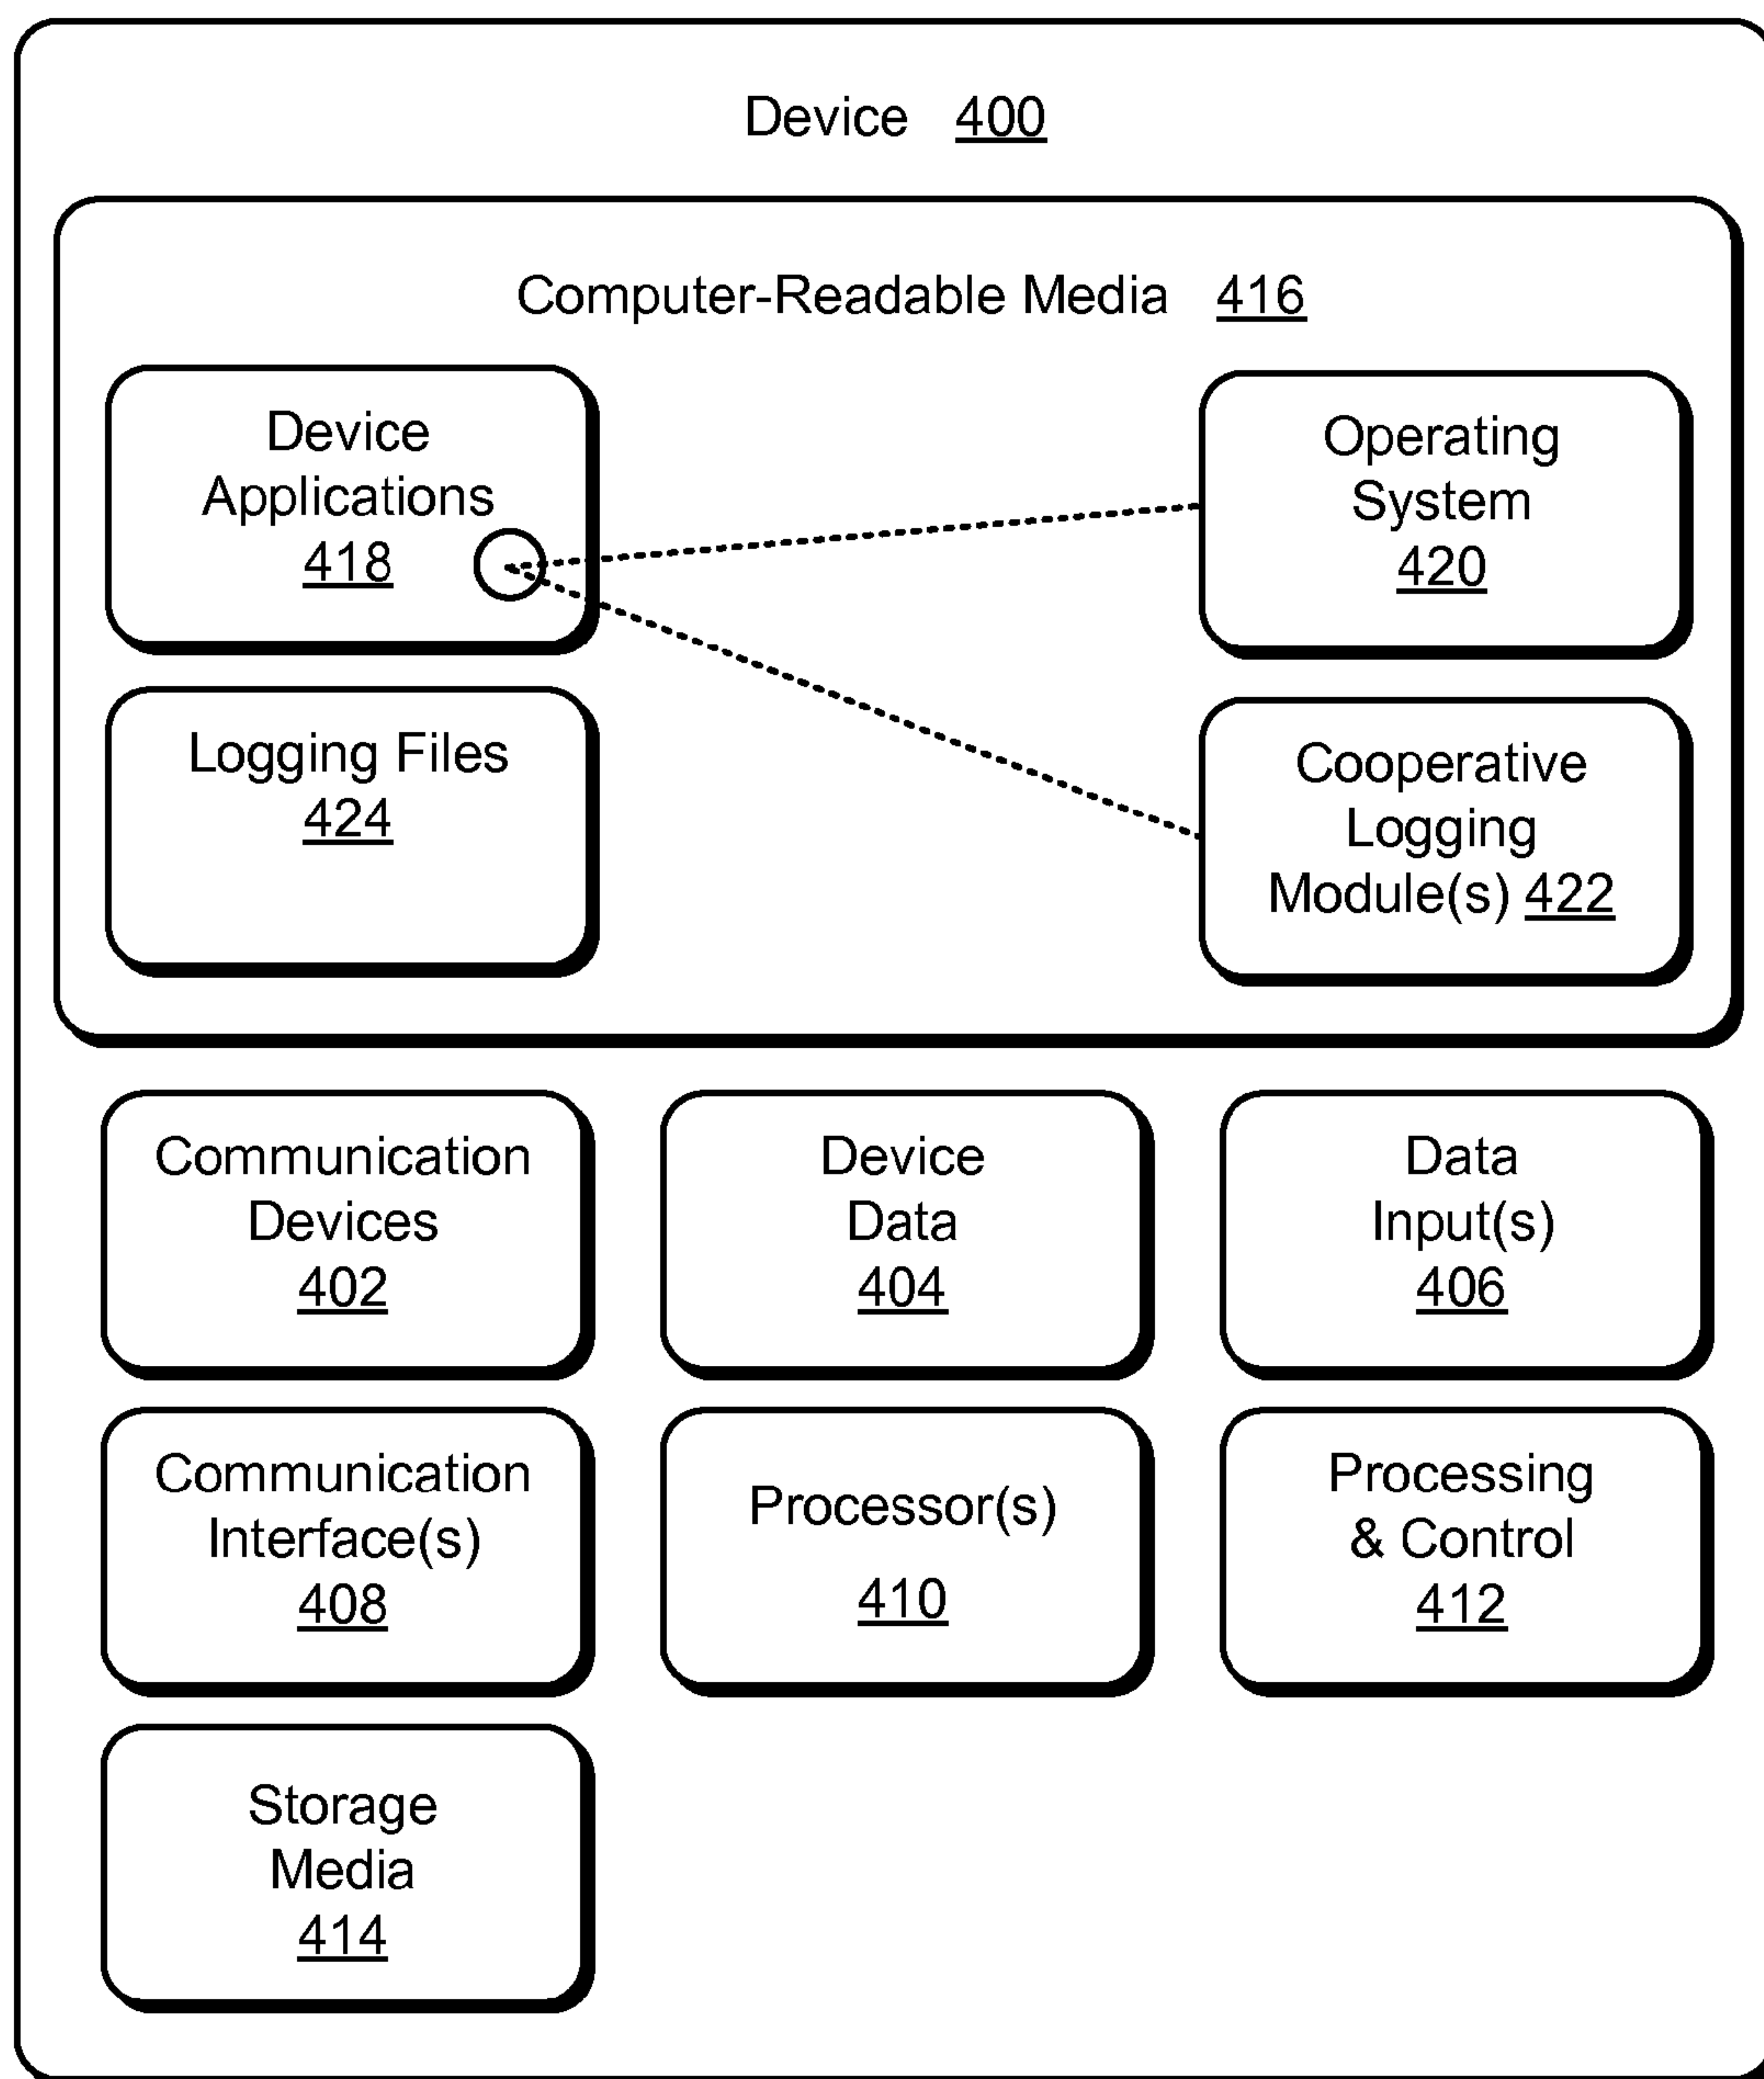 Device 400
Computer-Readable Media 416
Device
Applications
418
Operating
System
420
Logging Files
424
Cooperative
Logging
Module(s) 422
Communication
Devices
402
Device
Data
404
Data
Input(s)
406
Communication
Interface(s)
408
Processor(s)
410
Processing
& Control
412
Storage
Media
414